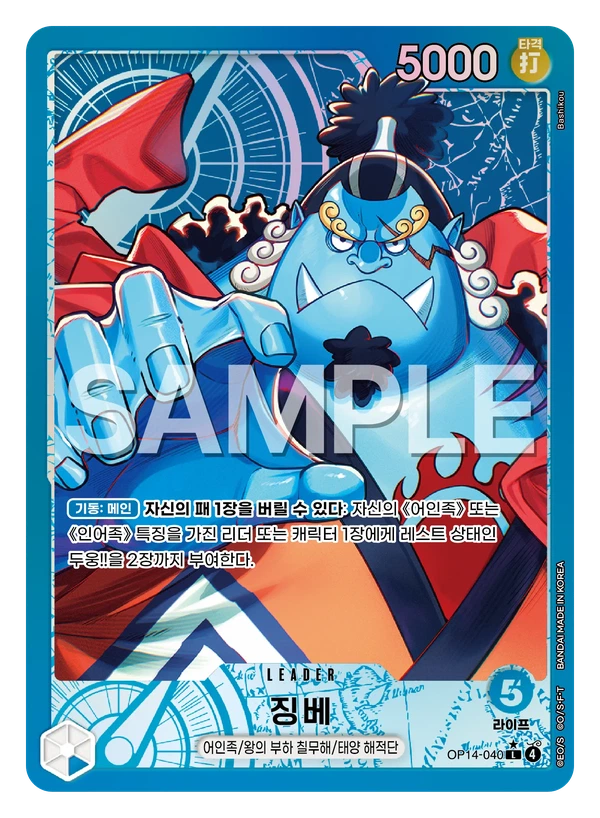 5000
타격
打
Bashikou
SAMPLE
기동: 메인 자신의 패 1장을 버릴 수 있다: 자신의 《어인족》 또는
《인어족》 특징을 가진 리더 또는 캐릭터 1장에게 레스트 상태인
두웅!!을 2장까지 부여한다.
LEADER
징베
어인족/왕의 부하 칠무해/태양 해적단
5
라이프
OP14-040 L 4
©EO/S ©O/S·F·T BANDAI MADE IN KOREA